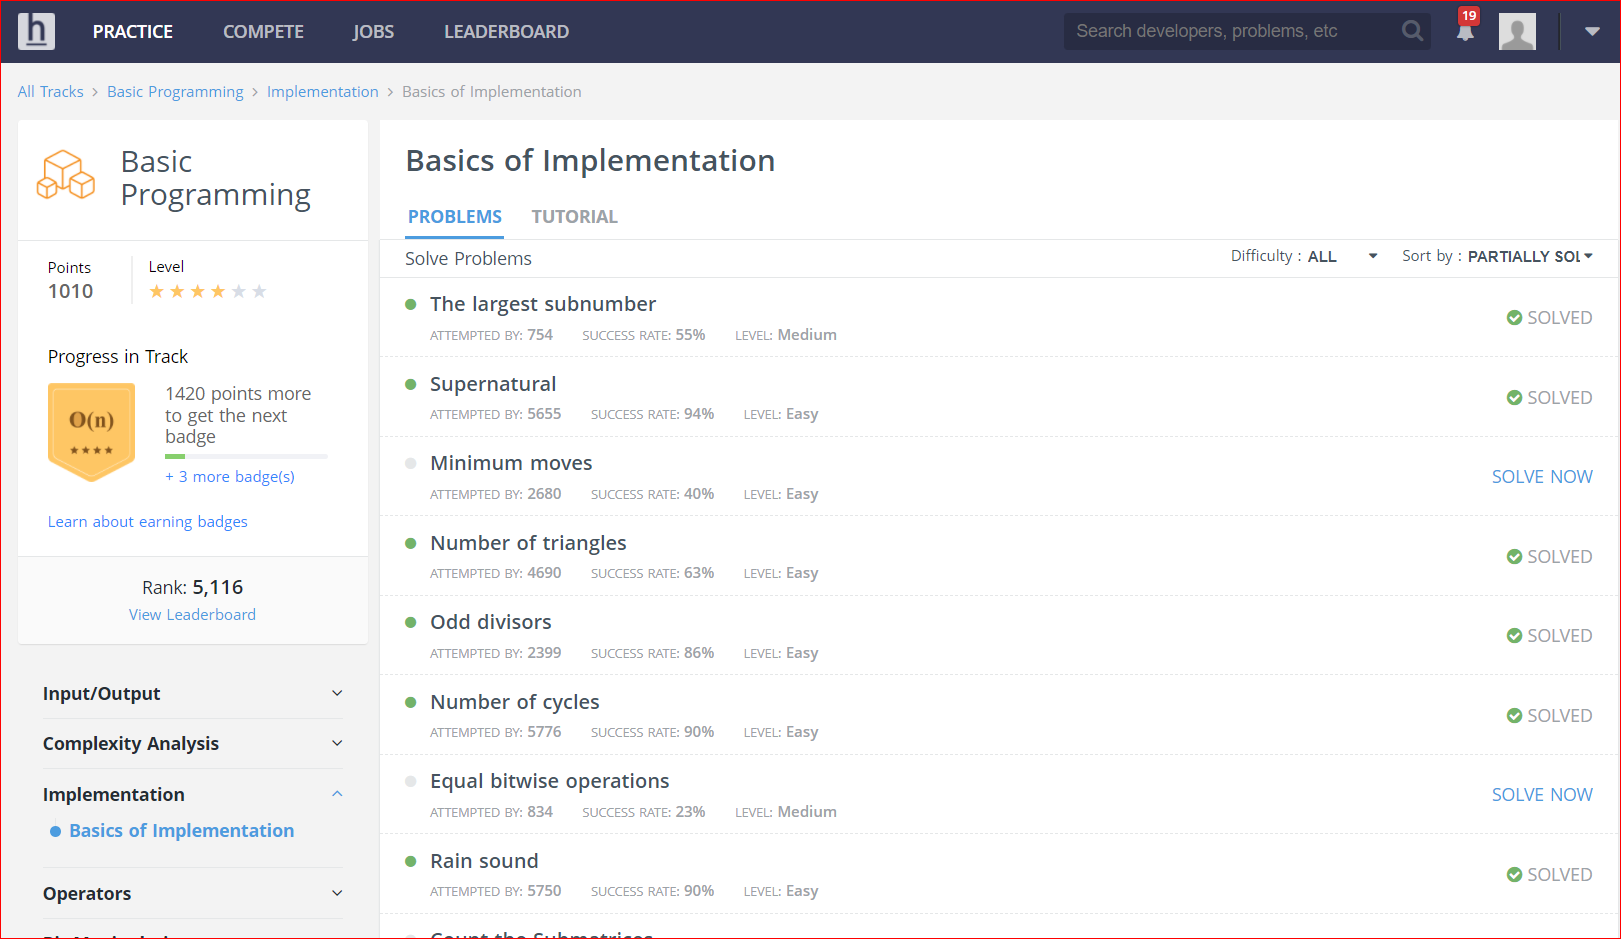 h
PRACTICE COMPETE JOBS LEADERBOARD Search developers, problems, etc 19
All Tracks > Basic Programming > Implementation > Basics of Implementation
Basic
Programming
Points Level
1010
Progress in Track
O(n)
1420 points more
to get the next
badge
+ 3 more badge(s)
Learn about earning badges
Rank: 5,116
View Leaderboard
Input/Output
Complexity Analysis
Implementation
Basics of Implementation
Operators
Basics of Implementation
PROBLEMS TUTORIAL
Solve Problems Difficulty : ALL Sort by : PARTIALLY SOL
The largest subnumber
ATTEMPTED BY: 754 SUCCESS RATE: 55% LEVEL: Medium
SOLVED
Supernatural
ATTEMPTED BY: 5655 SUCCESS RATE: 94% LEVEL: Easy
SOLVED
Minimum moves
ATTEMPTED BY: 2680 SUCCESS RATE: 40% LEVEL: Easy
SOLVE NOW
Number of triangles
ATTEMPTED BY: 4690 SUCCESS RATE: 63% LEVEL: Easy
SOLVED
Odd divisors
ATTEMPTED BY: 2399 SUCCESS RATE: 86% LEVEL: Easy
SOLVED
Number of cycles
ATTEMPTED BY: 5776 SUCCESS RATE: 90% LEVEL: Easy
SOLVED
Equal bitwise operations
ATTEMPTED BY: 834 SUCCESS RATE: 23% LEVEL: Medium
SOLVE NOW
Rain sound
ATTEMPTED BY: 5750 SUCCESS RATE: 90% LEVEL: Easy
SOLVED
Count the Submatrices